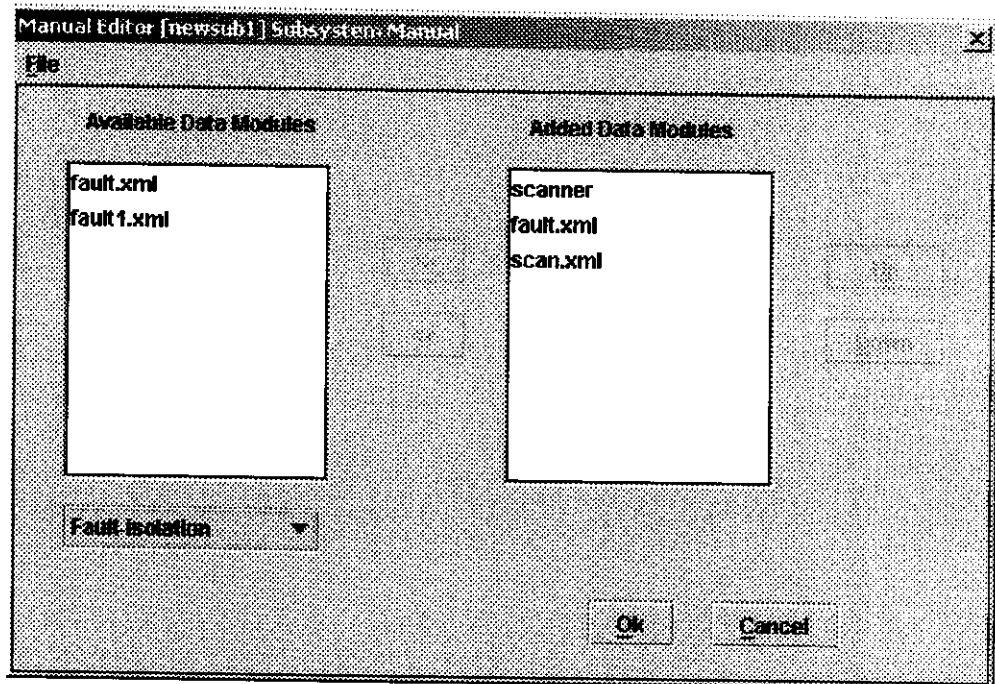 Manual Editor [newsub1] Subsystem Manual
File
Available Data Modules
fault.xml
fault1.xml
Added Data Modules
scanner
fault.xml
scan.xml
Fault-isolation
Ok
Cancel